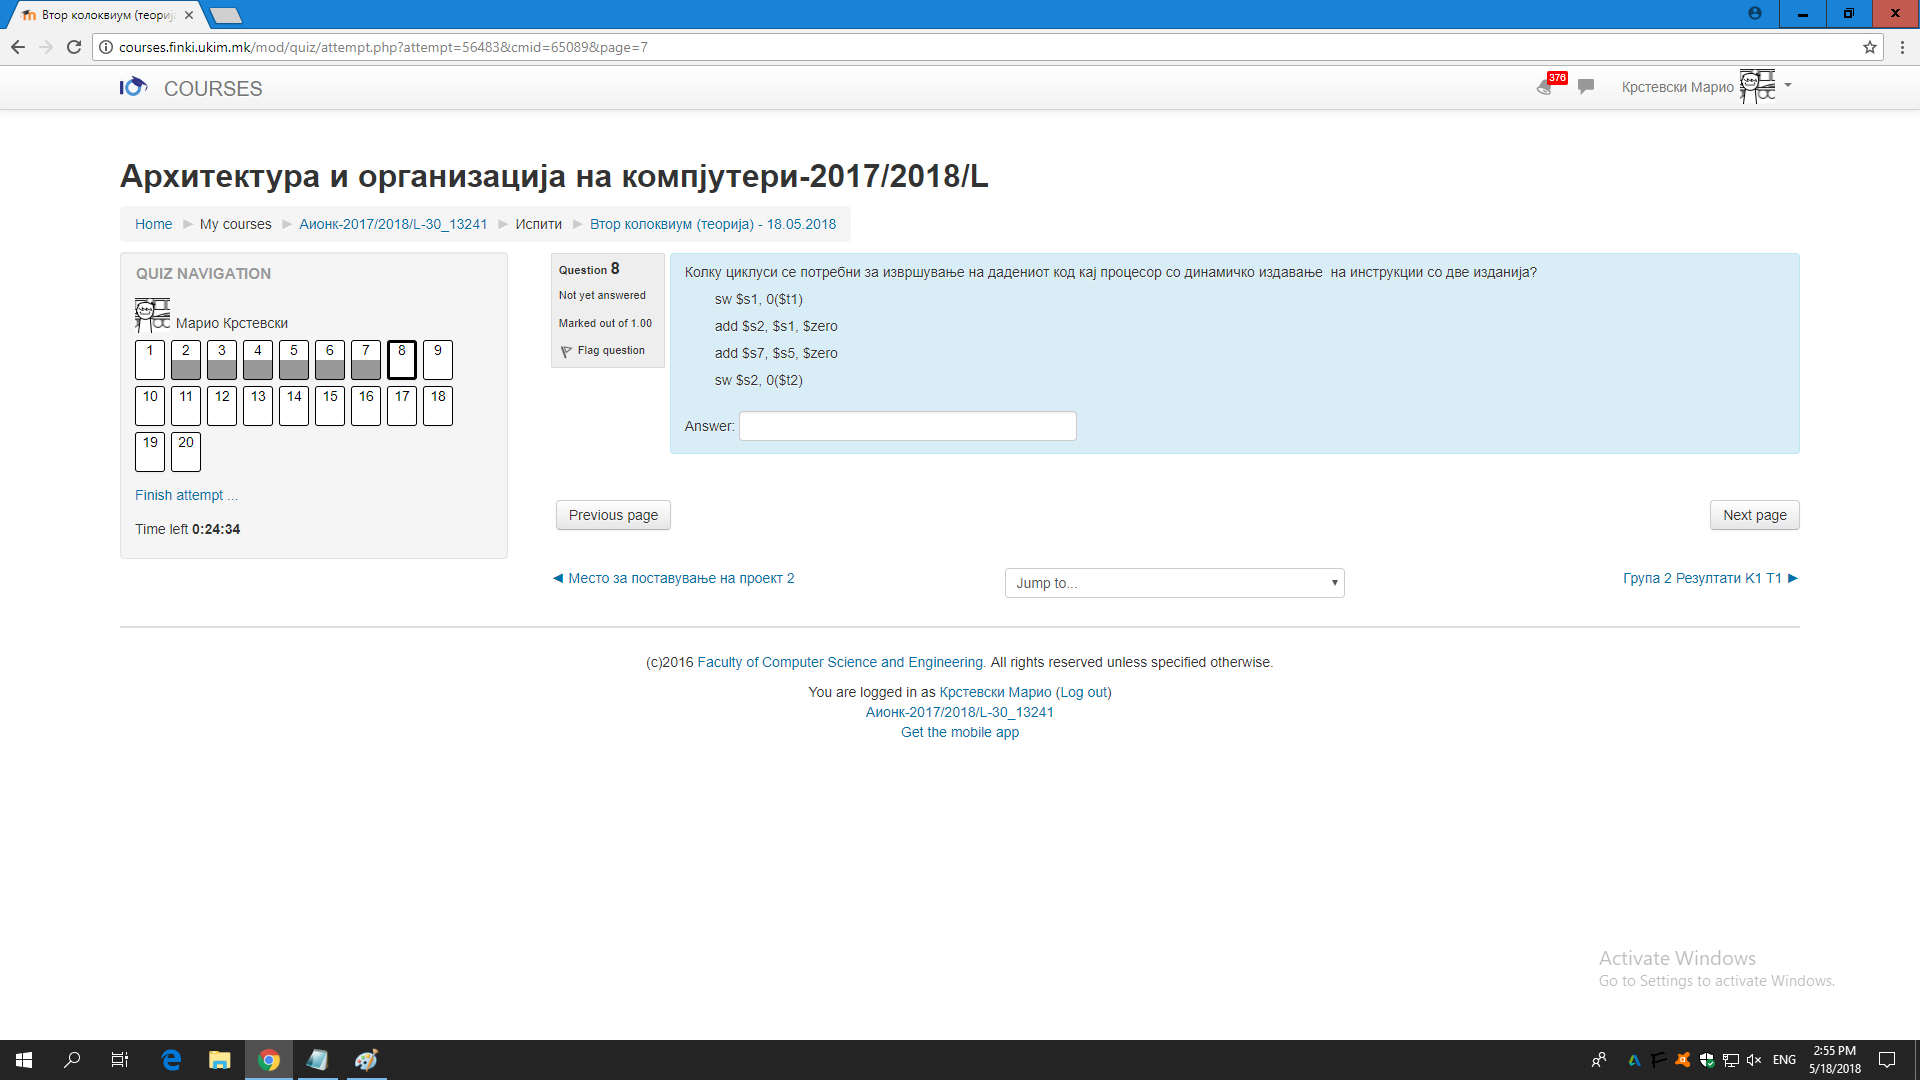 Втор колоквиум (теориј
courses.finki.ukim.mk/mod/quiz/attempt.php?attempt=56483&cmid=65089&page=7
COURSES
376
Крстевски Марио
Архитектура и организација на компјутери-2017/2018/L
Home ► My courses ► Аионк-2017/2018/L-30_13241 ► Испити ► Втор колоквиум (теорија) - 18.05.2018
QUIZ NAVIGATION
Марио Крстевски
1 2 3 4 5 6 7 8 9
10 11 12 13 14 15 16 17 18
19 20
Finish attempt ...
Time left 0:24:34
Question 8
Not yet answered
Marked out of 1.00
Flag question
Колку циклуси се потребни за извршување на дадениот код кај процесор со динамичко издавање на инструкции со две изданија?
sw $s1, 0($t1)
add $s2, $s1, $zero
add $s7, $s5, $zero
sw $s2, 0($t2)
Answer:
Previous page
Next page
◄ Место за поставување на проект 2
Jump to...
Група 2 Резултати К1 Т1 ►
(c)2016 Faculty of Computer Science and Engineering. All rights reserved unless specified otherwise.
You are logged in as Крстевски Марио (Log out)
Аионк-2017/2018/L-30_13241
Get the mobile app
Activate Windows
Go to Settings to activate Windows.
ENG
2:55 PM
5/18/2018